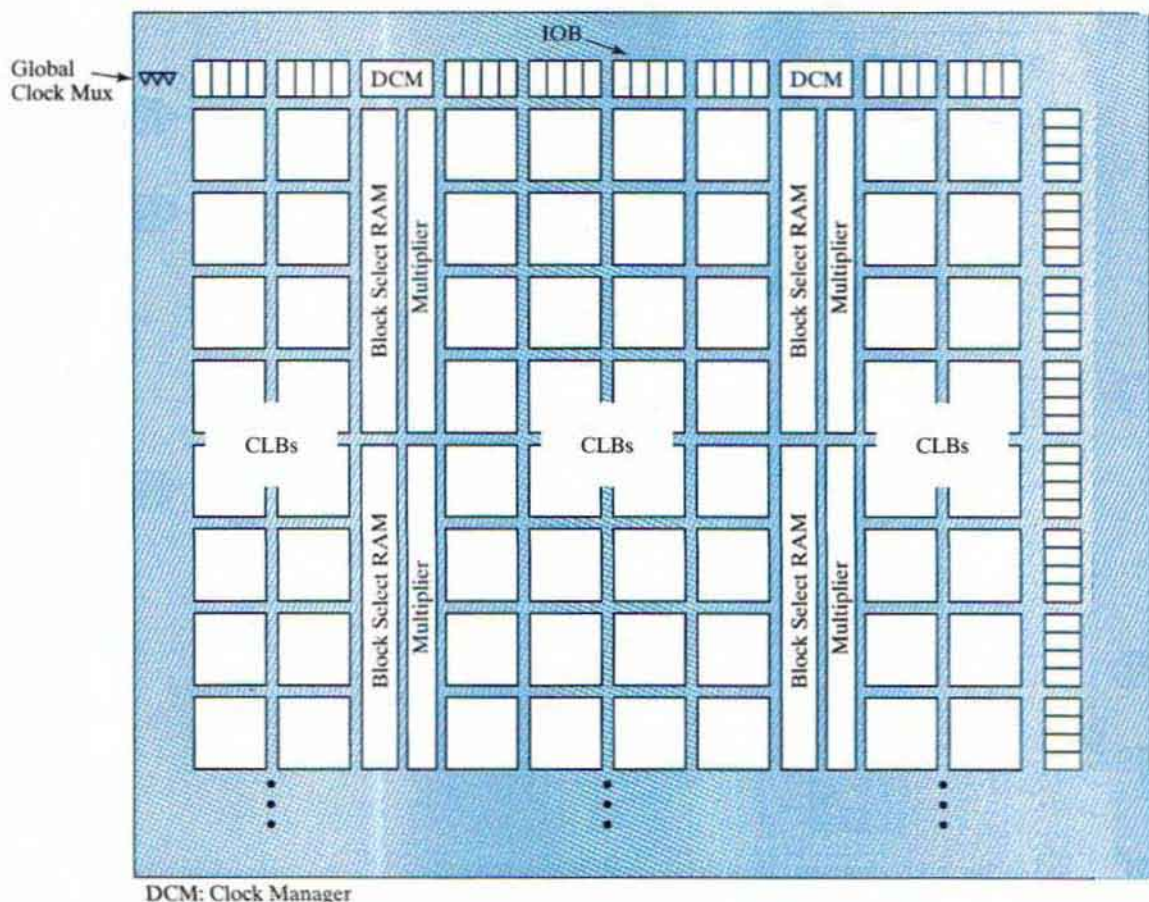 IOB
Global
Clock Mux
DCM
DCM
Block Select RAM
Multiplier
Block Select RAM
Multiplier
CLBs
CLBs
CLBs
Block Select RAM
Multiplier
Block Select RAM
Multiplier
DCM: Clock Manager